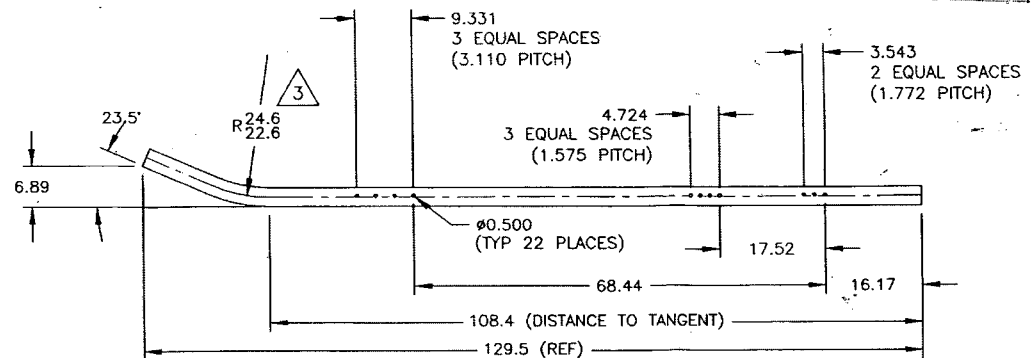 9.331
3 EQUAL SPACES
(3.110 PITCH)
3.543
2 EQUAL SPACES
(1.772 PITCH)
3
R24.6
22.6
23.5°
4.724
3 EQUAL SPACES
(1.575 PITCH)
6.89
ø0.500
(TYP 22 PLACES)
17.52
68.44
16.17
108.4 (DISTANCE TO TANGENT)
129.5 (REF)